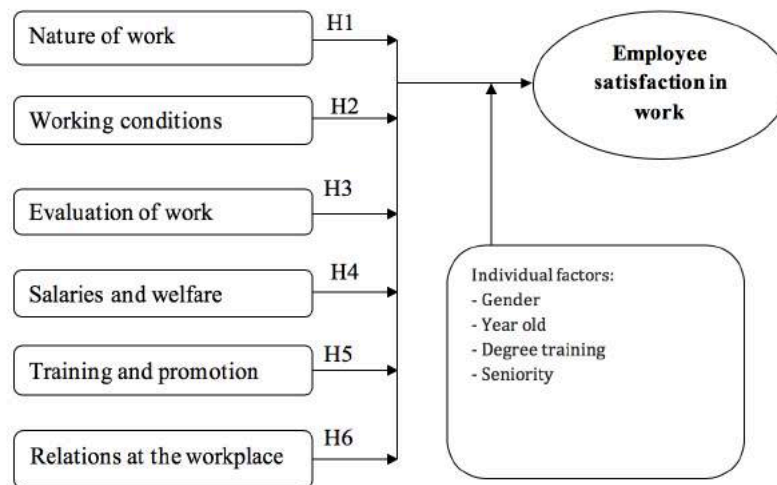 Nature of work
H1
Employee
satisfaction in
work
Working conditions
H2
Evaluation of work
H3
Salaries and welfare
H4
Training and promotion
H5
Relations at the workplace
H6
Individual factors:
- Gender
- Year old
- Degree training
- Seniority